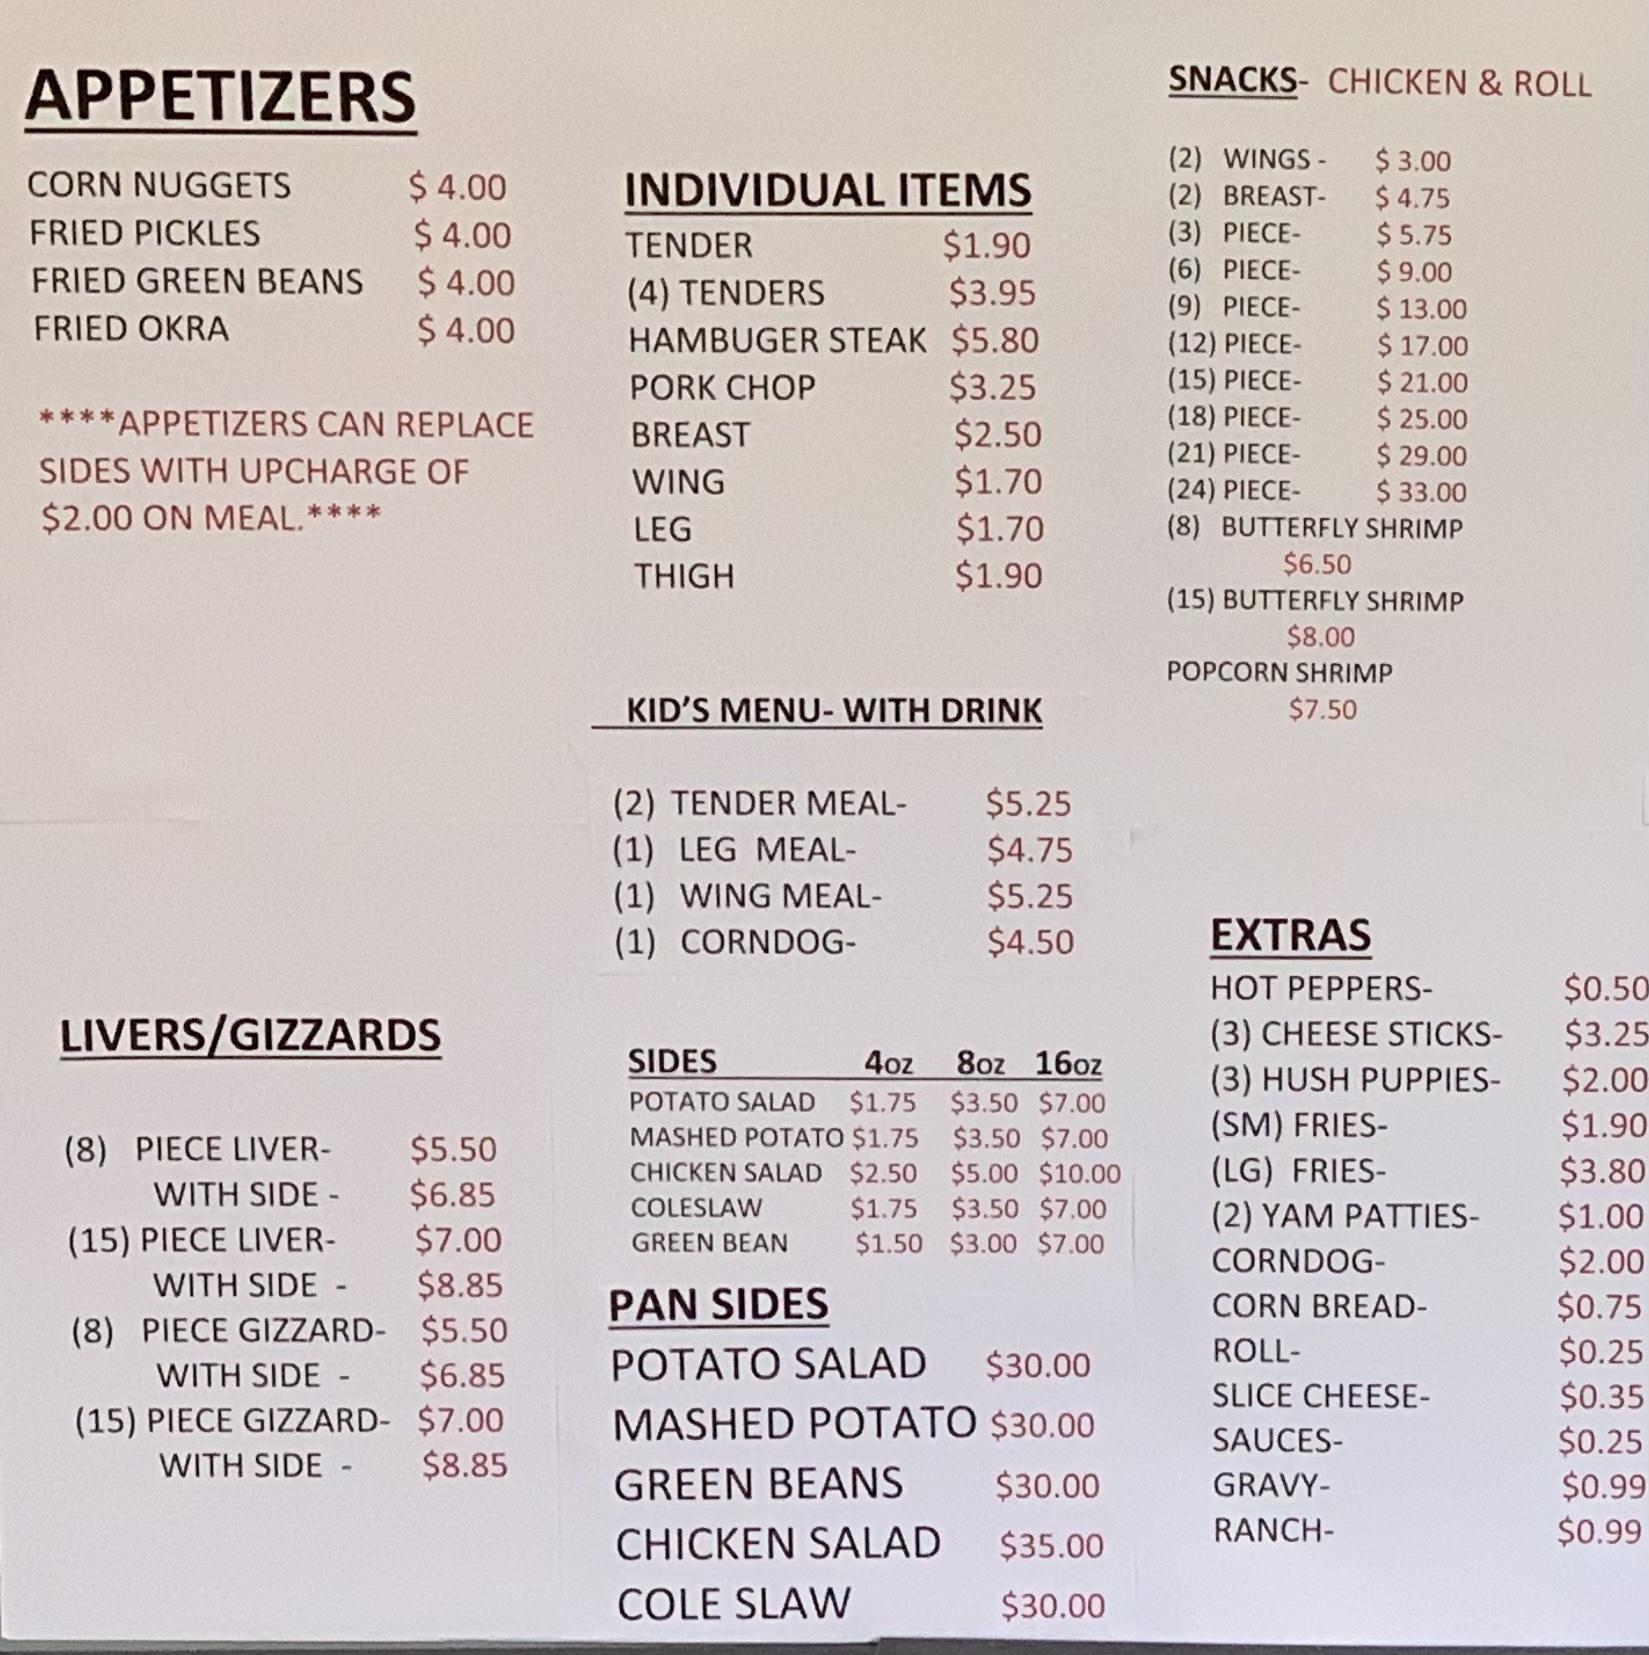 APPETIZERS
CORN NUGGETS $ 4.00
FRIED PICKLES $ 4.00
FRIED GREEN BEANS $ 4.00
FRIED OKRA $ 4.00
****APPETIZERS CAN REPLACE
SIDES WITH UPCHARGE OF
$2.00 ON MEAL.****
LIVERS/GIZZARDS
(8) PIECE LIVER- $5.50
WITH SIDE - $6.85
(15) PIECE LIVER- $7.00
WITH SIDE - $8.85
(8) PIECE GIZZARD- $5.50
WITH SIDE - $6.85
(15) PIECE GIZZARD- $7.00
WITH SIDE - $8.85
INDIVIDUAL ITEMS
TENDER $1.90
(4) TENDERS $3.95
HAMBUGER STEAK $5.80
PORK CHOP $3.25
BREAST $2.50
WING $1.70
LEG $1.70
THIGH $1.90
KID'S MENU- WITH DRINK
(2) TENDER MEAL- $5.25
(1) LEG MEAL- $4.75
(1) WING MEAL- $5.25
(1) CORNDOG- $4.50
SIDES 4oz 8oz 16oz
POTATO SALAD $1.75 $3.50 $7.00
MASHED POTATO $1.75 $3.50 $7.00
CHICKEN SALAD $2.50 $5.00 $10.00
COLESLAW $1.75 $3.50 $7.00
GREEN BEAN $1.50 $3.00 $7.00
PAN SIDES
POTATO SALAD $30.00
MASHED POTATO $30.00
GREEN BEANS $30.00
CHICKEN SALAD $35.00
COLE SLAW $30.00
SNACKS- CHICKEN & ROLL
(2) WINGS - $ 3.00
(2) BREAST- $ 4.75
(3) PIECE- $ 5.75
(6) PIECE- $ 9.00
(9) PIECE- $ 13.00
(12) PIECE- $ 17.00
(15) PIECE- $ 21.00
(18) PIECE- $ 25.00
(21) PIECE- $ 29.00
(24) PIECE- $ 33.00
(8) BUTTERFLY SHRIMP
$6.50
(15) BUTTERFLY SHRIMP
$8.00
POPCORN SHRIMP
$7.50
EXTRAS
HOT PEPPERS- $0.50
(3) CHEESE STICKS- $3.25
(3) HUSH PUPPIES- $2.00
(SM) FRIES- $1.90
(LG) FRIES- $3.80
(2) YAM PATTIES- $1.00
CORNDOG- $2.00
CORN BREAD- $0.75
ROLL- $0.25
SLICE CHEESE- $0.35
SAUCES- $0.25
GRAVY- $0.99
RANCH- $0.99